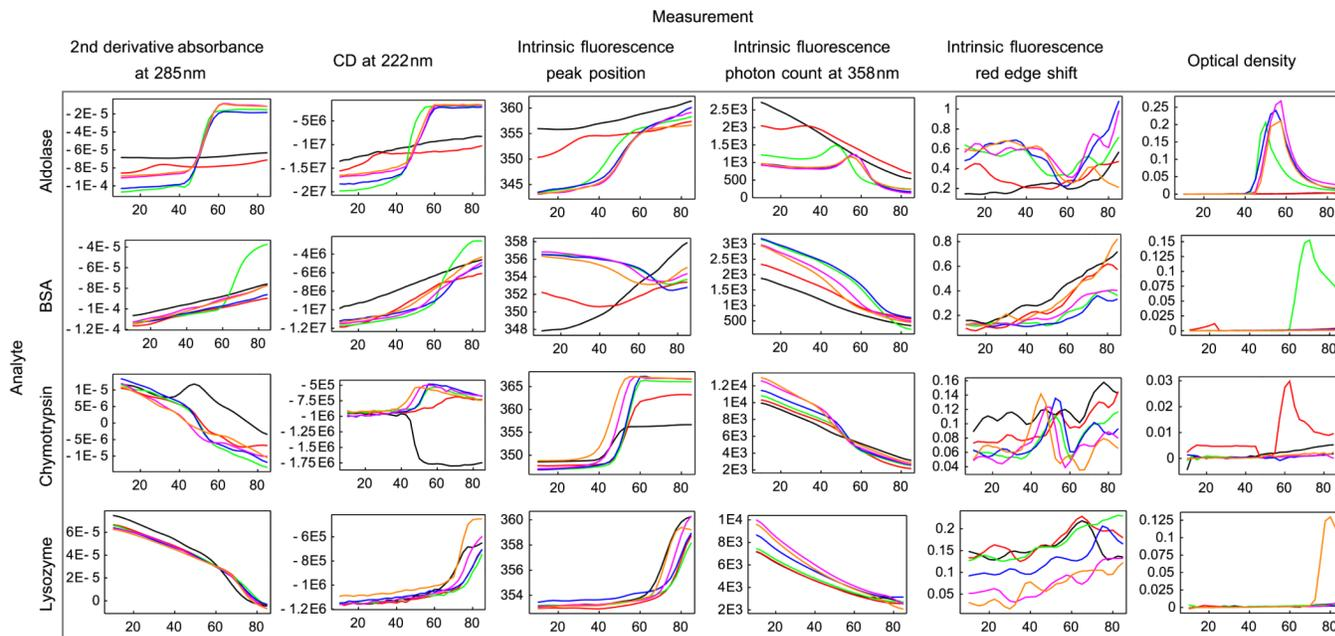 Measurement
2nd derivative absorbance
at 285nm
CD at 222nm
Intrinsic fluorescence
peak position
Intrinsic fluorescence
photon count at 358nm
Intrinsic fluorescence
red edge shift
Optical density
Analyte
Aldolase
- 2E- 5
- 4E- 5
- 6E- 5
- 8E- 5
- 1E- 4
20 40 60 80
- 5E6
- 1E7
- 1.5E7
- 2E7
20 40 60 80
360
355
350
345
20 40 60 80
2.5E3
2E3
1.5E3
1E3
500
0
20 40 60 80
1
0.8
0.6
0.4
0.2
20 40 60 80
0.25
0.2
0.15
0.1
0.05
0
20 40 60 80
BSA
- 4E- 5
- 6E- 5
- 8E- 5
- 1E- 4
- 1.2E- 4
20 40 60 80
- 4E6
- 6E6
- 8E6
- 1E7
- 1.2E7
20 40 60 80
358
356
354
352
350
348
20 40 60 80
3E3
2.5E3
2E3
1.5E3
1E3
500
20 40 60 80
0.8
0.6
0.4
0.2
20 40 60 80
0.15
0.1
0.075
0.05
0.025
0
20 40 60 80
Chymotrypsin
1E- 5
5E- 6
0
- 5E- 6
- 1E- 5
20 40 60 80
- 5E5
- 7.5E5
- 1E6
- 1.25E6
- 1.5E6
- 1.75E6
20 40 60 80
365
360
355
350
20 40 60 80
1.2E4
1E4
8E3
6E3
4E3
2E3
20 40 60 80
0.16
0.14
0.12
0.10
0.08
0.06
0.04
20 40 60 80
0.03
0.02
0.01
0
20 40 60 80
Lysozyme
6E- 5
4E- 5
2E- 5
0
20 40 60 80
- 6E5
- 8E5
- 1E6
- 1.2E6
20 40 60 80
360
358
356
354
20 40 60 80
1E4
8E3
6E3
4E3
2E3
20 40 60 80
0.2
0.15
0.1
0.05
20 40 60 80
0.125
0.1
0.075
0.05
0.025
0
20 40 60 80